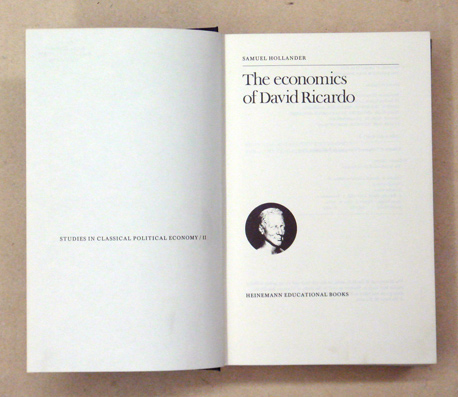 STUDIES IN CLASSICAL POLITICAL ECONOMY / II
SAMUEL HOLLANDER
The economics
of David Ricardo
HEINEMANN EDUCATIONAL BOOKS